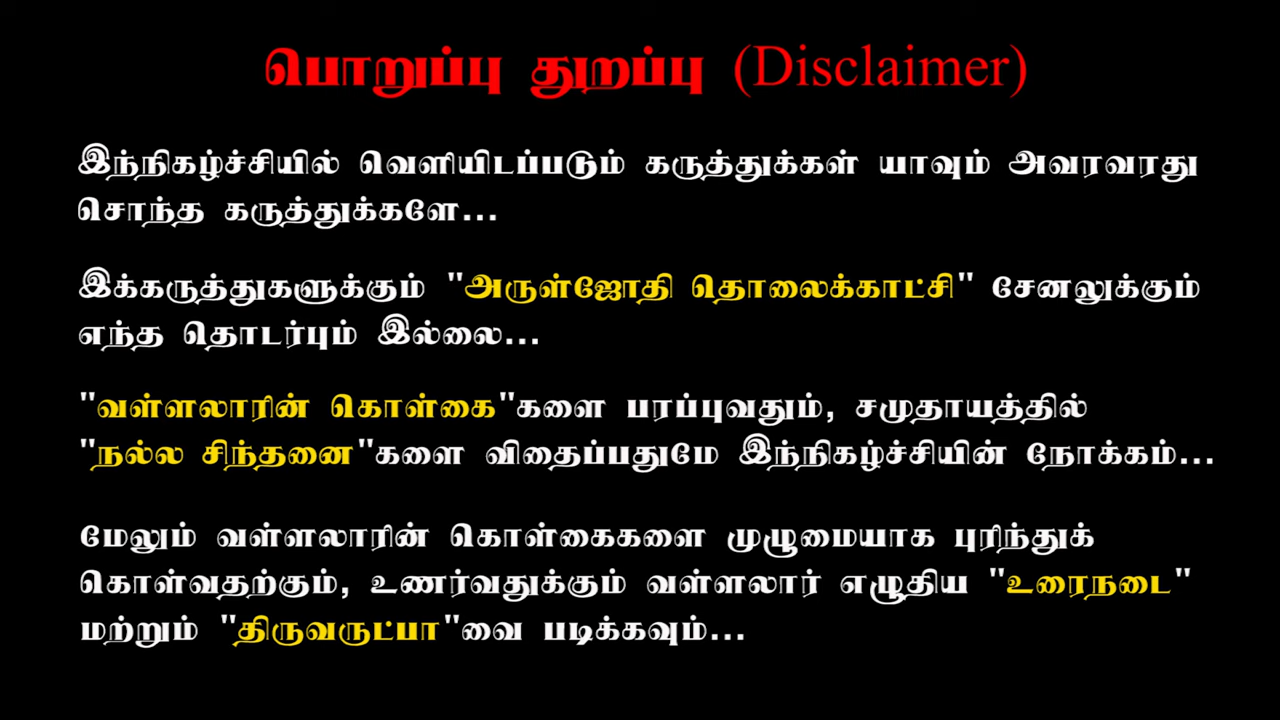 பொறுப்பு துறப்பு (Disclaimer)
இந்நிகழ்ச்சியில் வெளியிடப்படும் கருத்துக்கள் யாவும் அவரவரது
சொந்த கருத்துக்களே...
இக்கருத்துகளுக்கும் "அருள்ஜோதி தொலைக்காட்சி" சேனலுக்கும்
எந்த தொடர்பும் இல்லை...
"வள்ளலாரின் கொள்கை"களை பரப்புவதும், சமுதாயத்தில்
"நல்ல சிந்தனை"களை விதைப்பதுமே இந்நிகழ்ச்சியின் நோக்கம்...
மேலும் வள்ளலாரின் கொள்கைகளை முழுமையாக புரிந்துக்
கொள்வதற்கும், உணர்வதுக்கும் வள்ளலார் எழுதிய "உரைநடை"
மற்றும் "திருவருட்பா"வை படிக்கவும்...